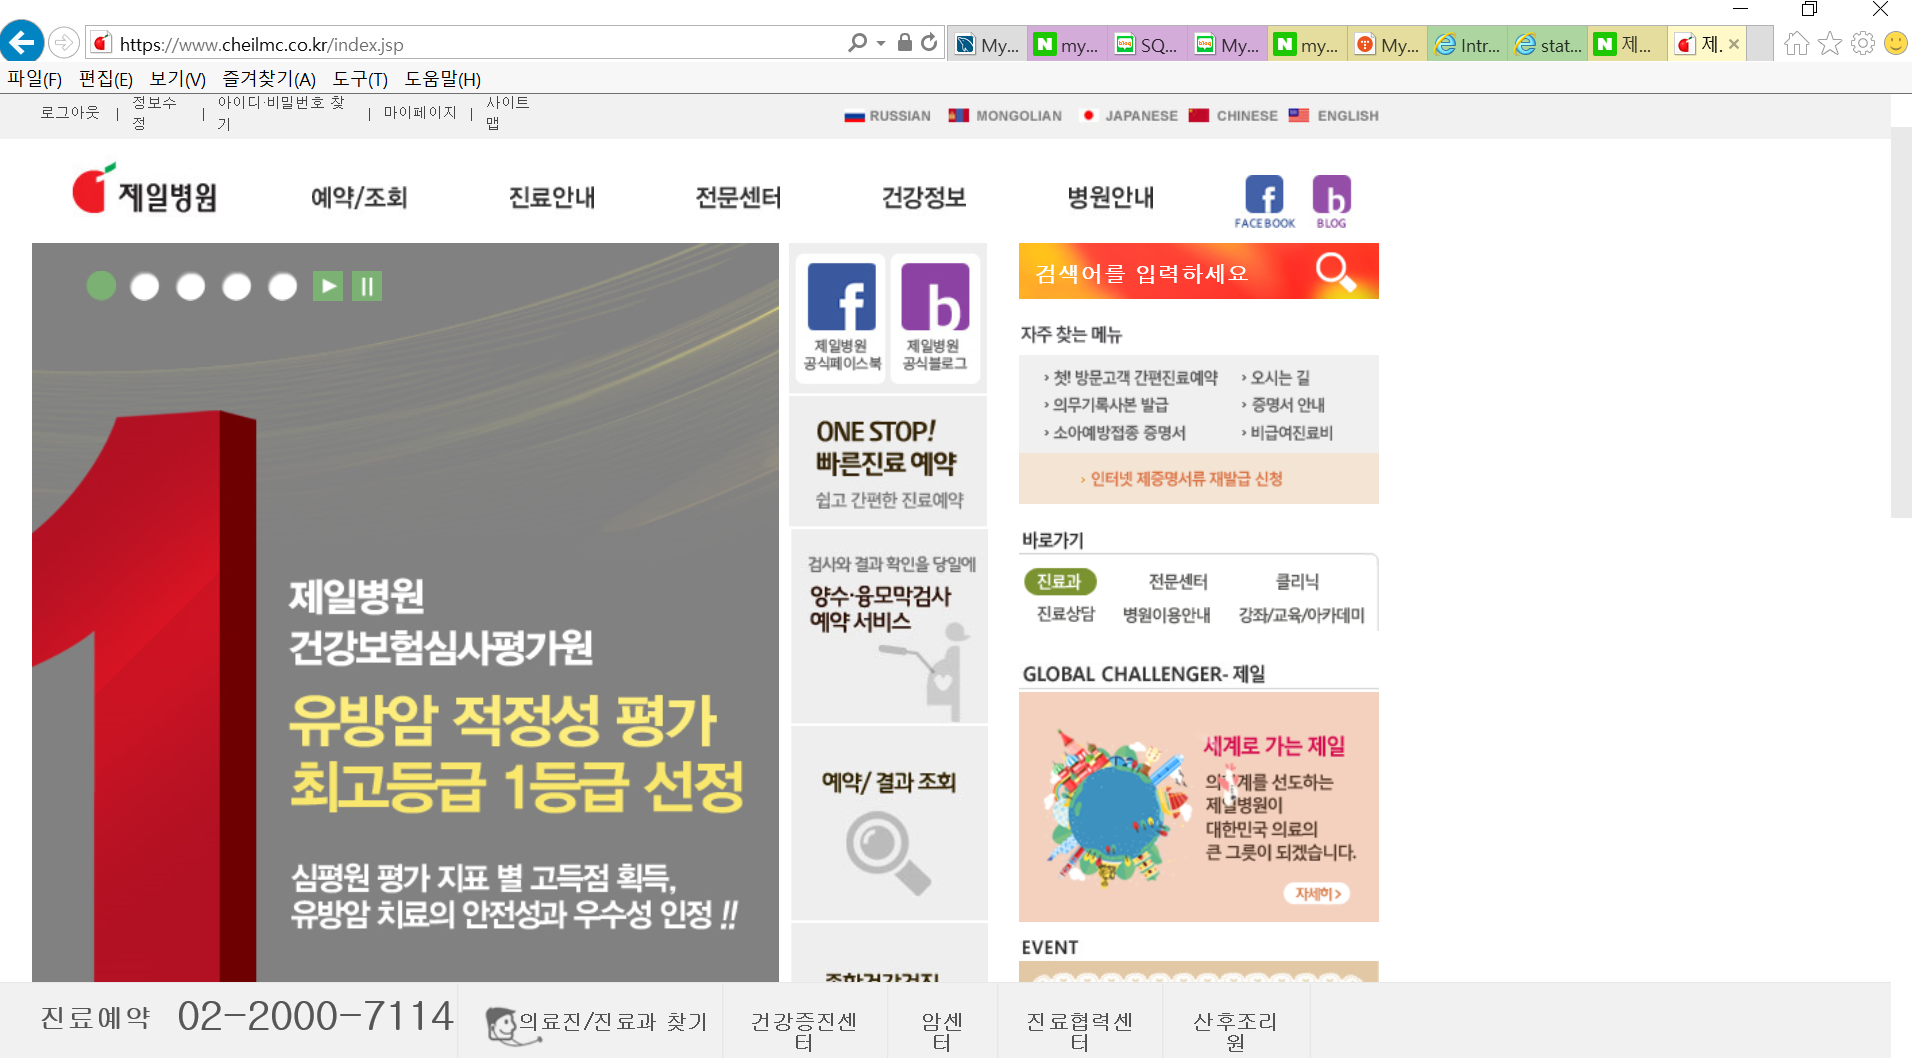 https://www.cheilmc.co.kr/index.jsp
My...
my...
SQ...
My...
my...
My...
Intr...
stat...
제...
제.
파일(F) 편집(E) 보기(V) 즐겨찾기(A) 도구(T) 도움말(H)
로그아웃 | 정보수정 | 아이디·비밀번호 찾기 | 마이페이지 | 사이트맵
RUSSIAN MONGOLIAN JAPANESE CHINESE ENGLISH
제일병원
예약/조회 진료안내 전문센터 건강정보 병원안내
FACEBOOK BLOG
제일병원
건강보험심사평가원
유방암 적정성 평가
최고등급 1등급 선정
심평원 평가 지표 별 고득점 획득,
유방암 치료의 안전성과 우수성 인정 !!
제일병원
공식페이스북
제일병원
공식블로그
ONE STOP!
빠른진료 예약
쉽고 간편한 진료예약
검사와 결과 확인을 당일에
양수·융모막검사
예약 서비스
예약/ 결과 조회
종합건강검진
검색어를 입력하세요
자주 찾는 메뉴
› 첫! 방문고객 간편진료예약 › 오시는 길
› 의무기록사본 발급 › 증명서 안내
› 소아예방접종 증명서 › 비급여진료비
› 인터넷 제증명서류 재발급 신청
바로가기
진료과 전문센터 클리닉
진료상담 병원이용안내 강좌/교육/아카데미
GLOBAL CHALLENGER- 제일
세계로 가는 제일
의료계를 선도하는
제일병원이
대한민국 의료의
큰 그릇이 되겠습니다.
자세히 >
EVENT
진료예약 02-2000-7114
의료진/진료과 찾기
건강증진센
터
암센
터
진료협력센
터
산후조리
원